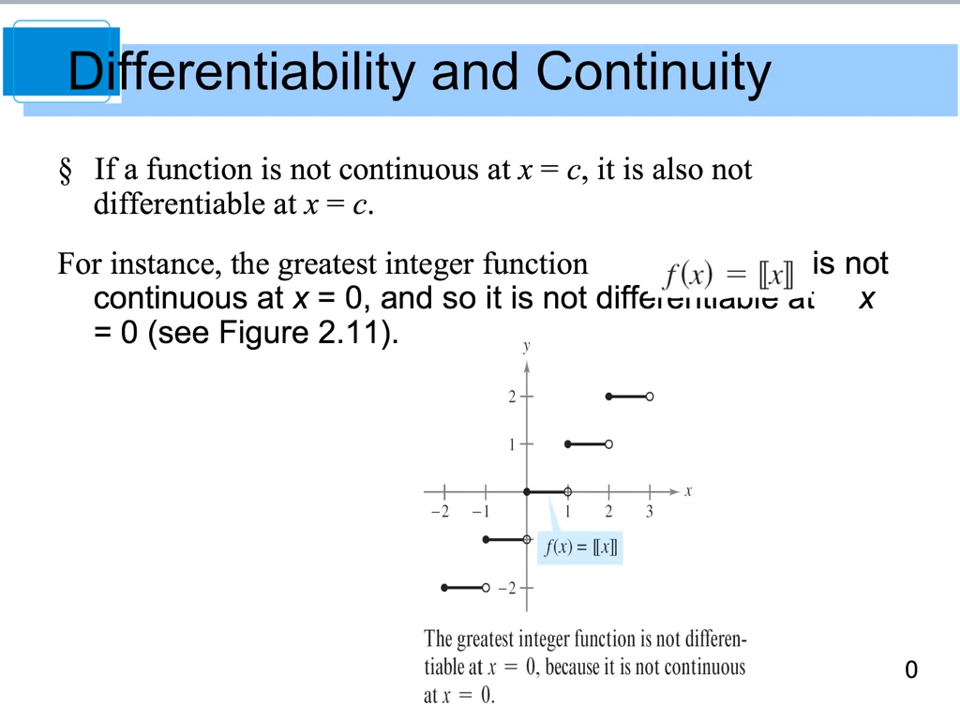 Differentiability and Continuity
§ If a function is not continuous at x = c, it is also not
differentiable at x = c.
For instance, the greatest integer function f(x) = ⟦x⟧ is not
continuous at x = 0, and so it is not differentiable at x
= 0 (see Figure 2.11).
y
2
1
x
−2 −1 1 2 3
f(x) = ⟦x⟧
−2
The greatest integer function is not differen-
tiable at x = 0, because it is not continuous
at x = 0.
0